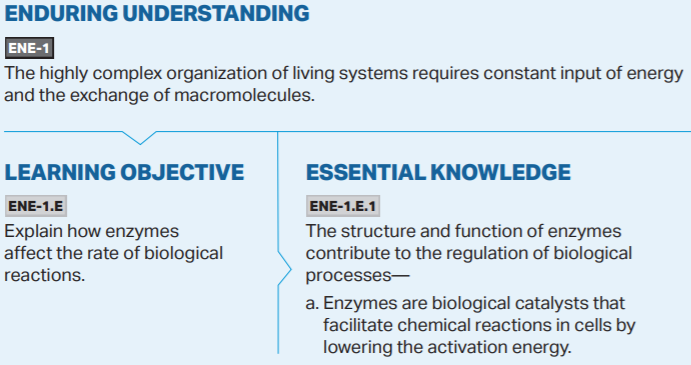 ENDURING UNDERSTANDING
ENE-1
The highly complex organization of living systems requires constant input of energy
and the exchange of macromolecules.
LEARNING OBJECTIVE
ENE-1.E
Explain how enzymes
affect the rate of biological
reactions.
ESSENTIAL KNOWLEDGE
ENE-1.E.1
The structure and function of enzymes
contribute to the regulation of biological
processes—
a. Enzymes are biological catalysts that
facilitate chemical reactions in cells by
lowering the activation energy.